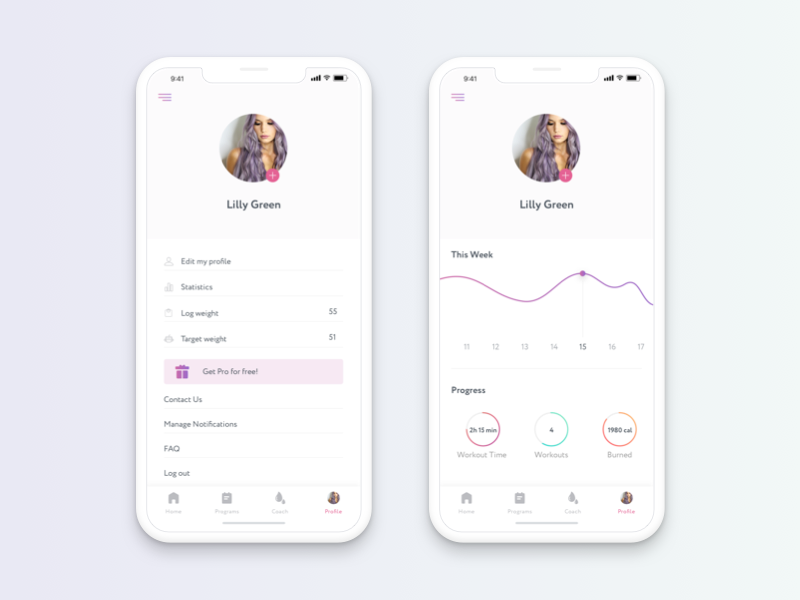 9:41
Lilly Green
Edit my profile
Statistics
Log weight 55
Target weight 51
Get Pro for free!
Contact Us
Manage Notifications
FAQ
Log out
Home Programs Coach Profile
9:41
Lilly Green
This Week
11 12 13 14 15 16 17
Progress
2h 15 min 4 1980 cal
Workout Time Workouts Burned
Home Programs Coach Profile